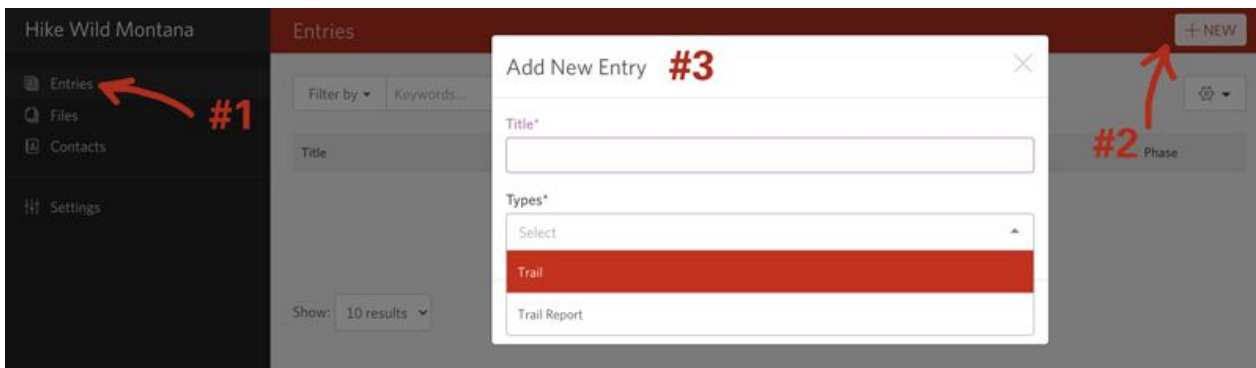 Hike Wild Montana
Entries
Files
Contacts
Settings
#1
Entries
+ NEW
Filter by
Keywords...
#2
Title
Phase
Show: 10 results
Add New Entry #3
Title*
Types*
Select
Trail
Trail Report